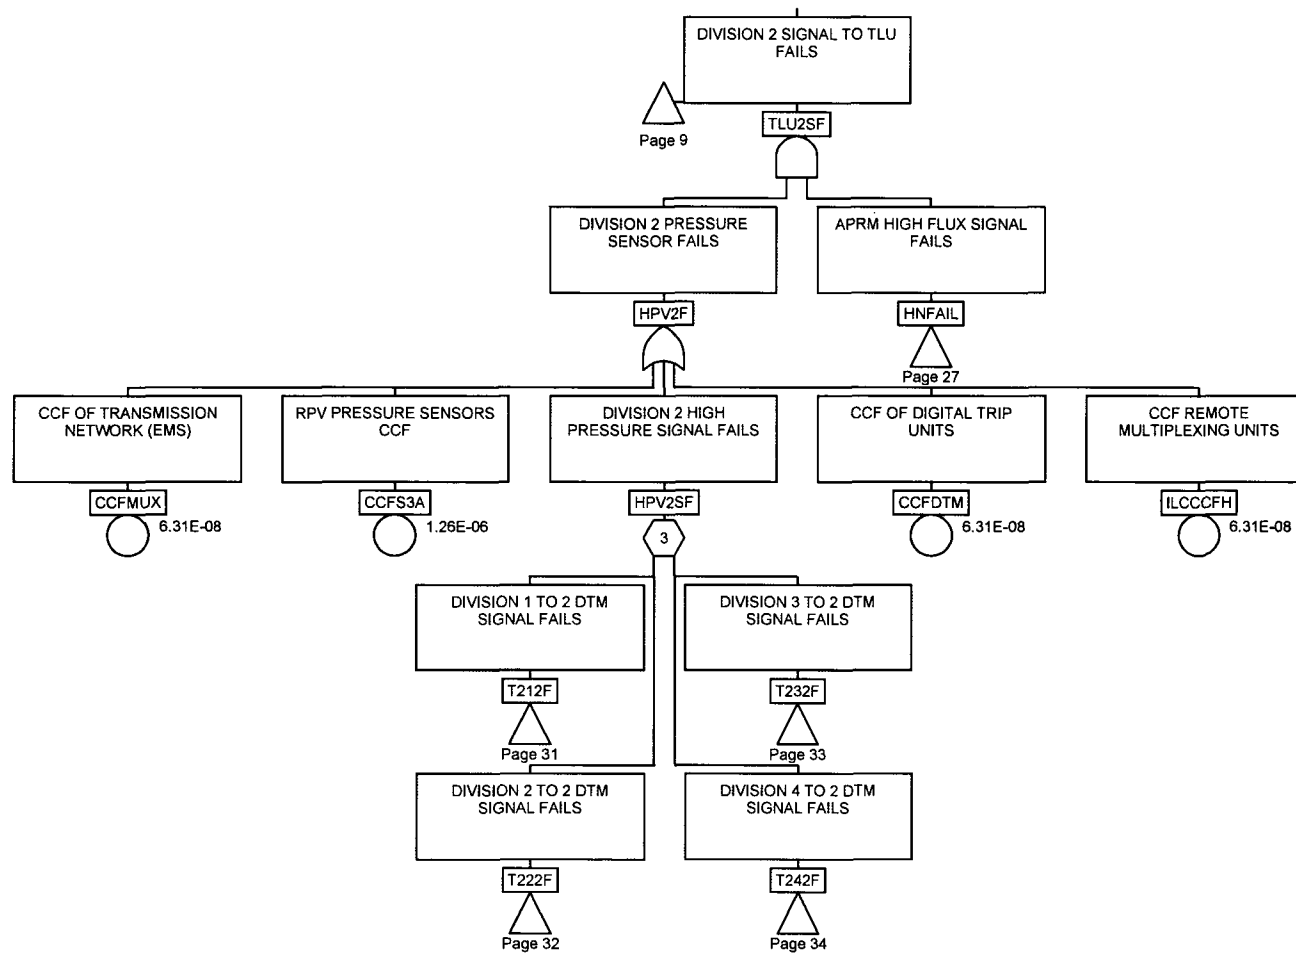 DIVISION 2 SIGNAL TO TLU
FAILS
Page 9
TLU2SF
DIVISION 2 PRESSURE
SENSOR FAILS
APRM HIGH FLUX SIGNAL
FAILS
HPV2F
HNFAIL
Page 27
CCF OF TRANSMISSION
NETWORK (EMS)
RPV PRESSURE SENSORS
CCF
DIVISION 2 HIGH
PRESSURE SIGNAL FAILS
CCF OF DIGITAL TRIP
UNITS
CCF REMOTE
MULTIPLEXING UNITS
CCFMUX
CCFS3A
HPV2SF
CCFDTM
ILCCCFH
6.31E-08
1.26E-06
3
6.31E-08
6.31E-08
DIVISION 1 TO 2 DTM
SIGNAL FAILS
DIVISION 3 TO 2 DTM
SIGNAL FAILS
T212F
T232F
Page 31
Page 33
DIVISION 2 TO 2 DTM
SIGNAL FAILS
DIVISION 4 TO 2 DTM
SIGNAL FAILS
T222F
T242F
Page 32
Page 34